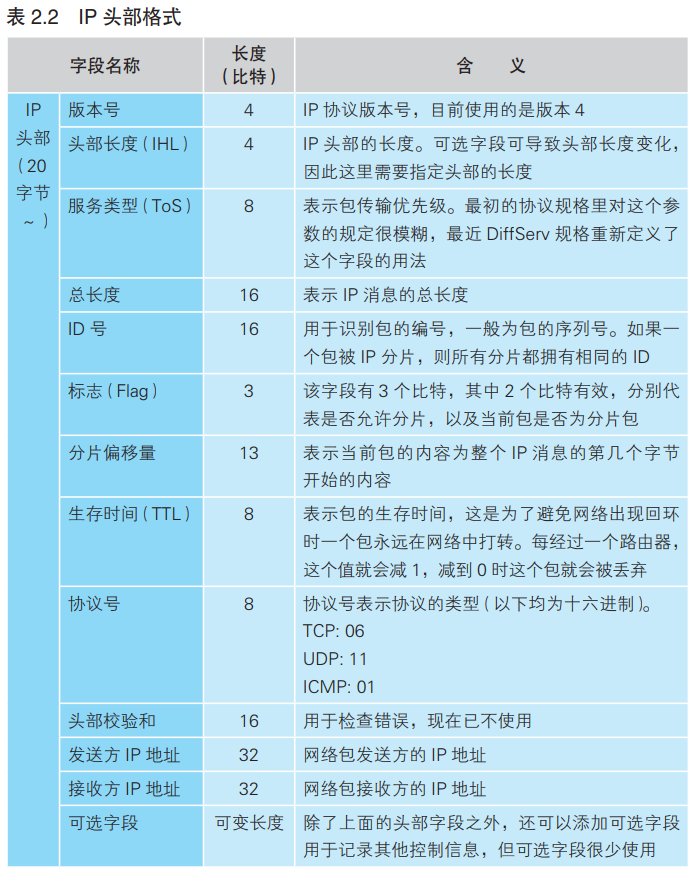 表 2.2 IP 头部格式
字段名称
长度
（比特）
含 义
IP
头部
（20
字节
～ ）
版本号
4
IP 协议版本号，目前使用的是版本 4
头部长度（IHL）
4
IP 头部的长度。可选字段可导致头部长度变化，
因此这里需要指定头部的长度
服务类型（ToS）
8
表示包传输优先级。最初的协议规格里对这个参
数的规定很模糊，最近 DiffServ 规格重新定义了
这个字段的用法
总长度
16
表示 IP 消息的总长度
ID 号
16
用于识别包的编号，一般为包的序列号。如果一
个包被 IP 分片，则所有分片都拥有相同的 ID
标志（Flag）
3
该字段有 3 个比特，其中 2 个比特有效，分别代
表是否允许分片，以及当前包是否为分片包
分片偏移量
13
表示当前包的内容为整个 IP 消息的第几个字节
开始的内容
生存时间（TTL）
8
表示包的生存时间，这是为了避免网络出现回环
时一个包永远在网络中打转。每经过一个路由器，
这个值就会减 1，减到 0 时这个包就会被丢弃
协议号
8
协议号表示协议的类型（以下均为十六进制）。
TCP: 06
UDP: 11
ICMP: 01
头部校验和
16
用于检查错误，现在已不使用
发送方 IP 地址
32
网络包发送方的 IP 地址
接收方 IP 地址
32
网络包接收方的 IP 地址
可选字段
可变长度
除了上面的头部字段之外，还可以添加可选字段
用于记录其他控制信息，但可选字段很少使用